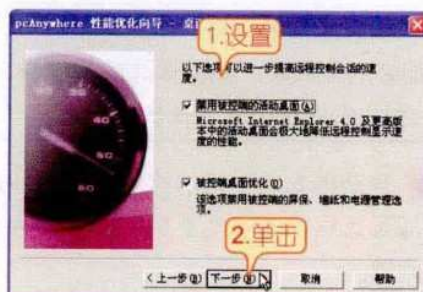 pcAnywhere 性能优化向导 - 桌
1.设置
以下选项可以进一步提高远程控制会话的速
度。
禁用被控端的活动桌面(A)
Microsoft Internet Explorer 4.0 及更高版
本中的活动桌面会极大地降低远程控制显示速
度的性能。
被控端桌面优化(O)
该选项禁用被控端的屏保、墙纸和电源管理选
项。
2.单击
<上一步(B) 下一步(N) 取消 帮助